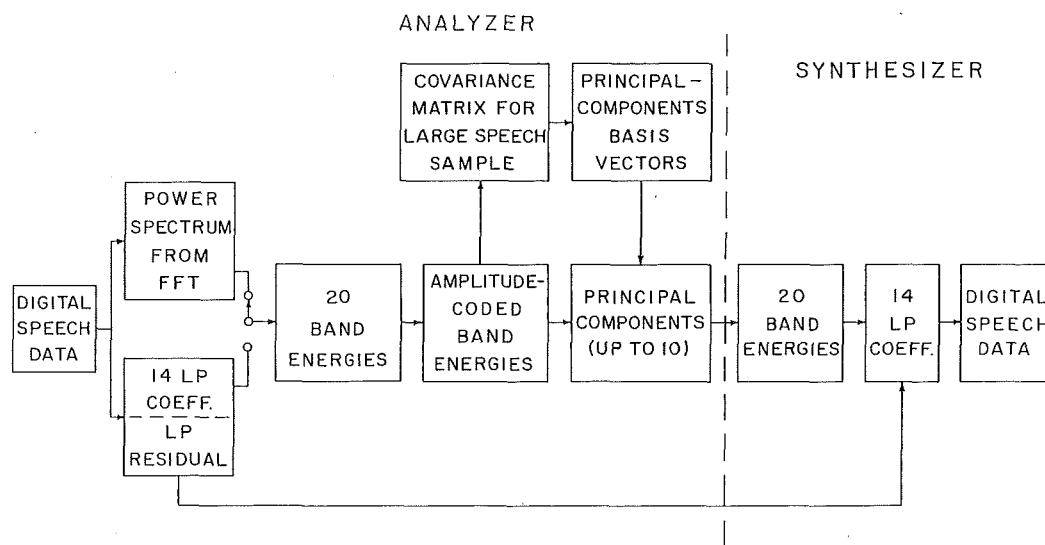 ANALYZER
SYNTHESIZER
COVARIANCE
MATRIX FOR
LARGE SPEECH
SAMPLE
PRINCIPAL-
COMPONENTS
BASIS
VECTORS
POWER
SPECTRUM
FROM
FFT
DIGITAL
SPEECH
DATA
14 LP
COEFF.
LP
RESIDUAL
20
BAND
ENERGIES
AMPLITUDE-
CODED BAND
ENERGIES
PRINCIPAL
COMPONENTS
(UP TO 10)
20
BAND
ENERGIES
14
LP
COEFF.
DIGITAL
SPEECH
DATA